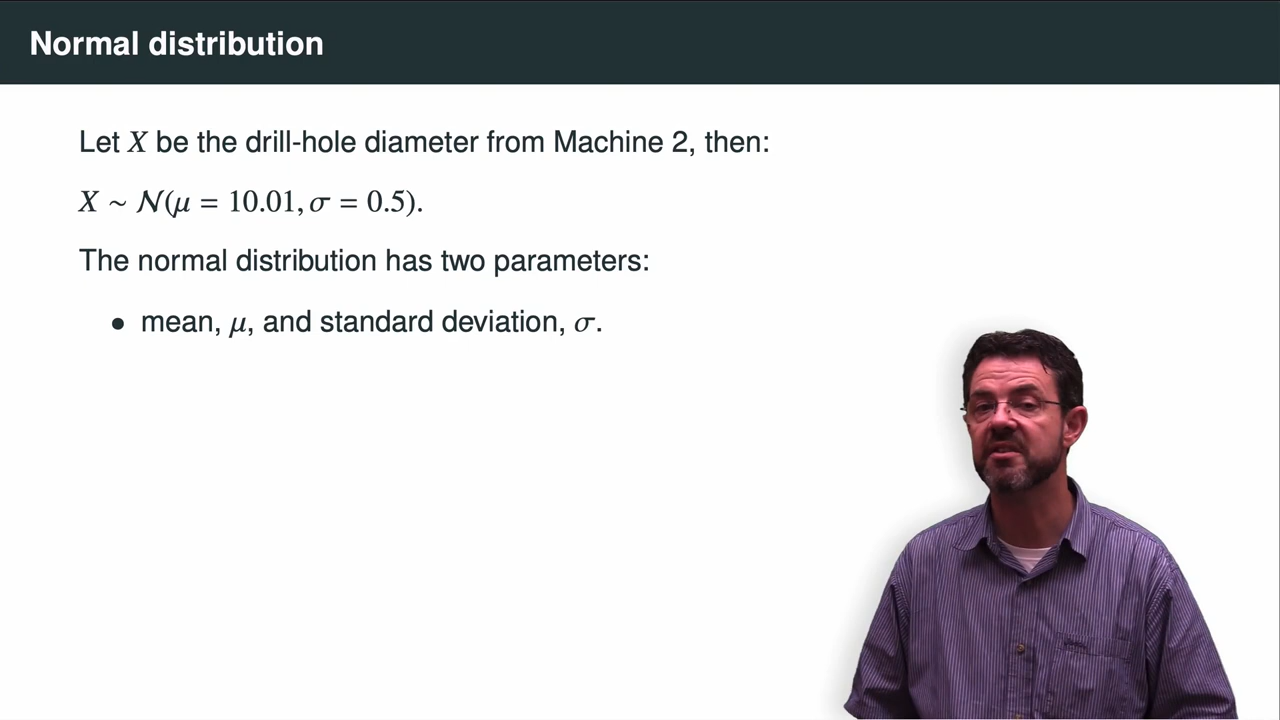 Normal distribution
Let X be the drill-hole diameter from Machine 2, then:
X ~ N(μ = 10.01, σ = 0.5).
The normal distribution has two parameters:
• mean, μ, and standard deviation, σ.